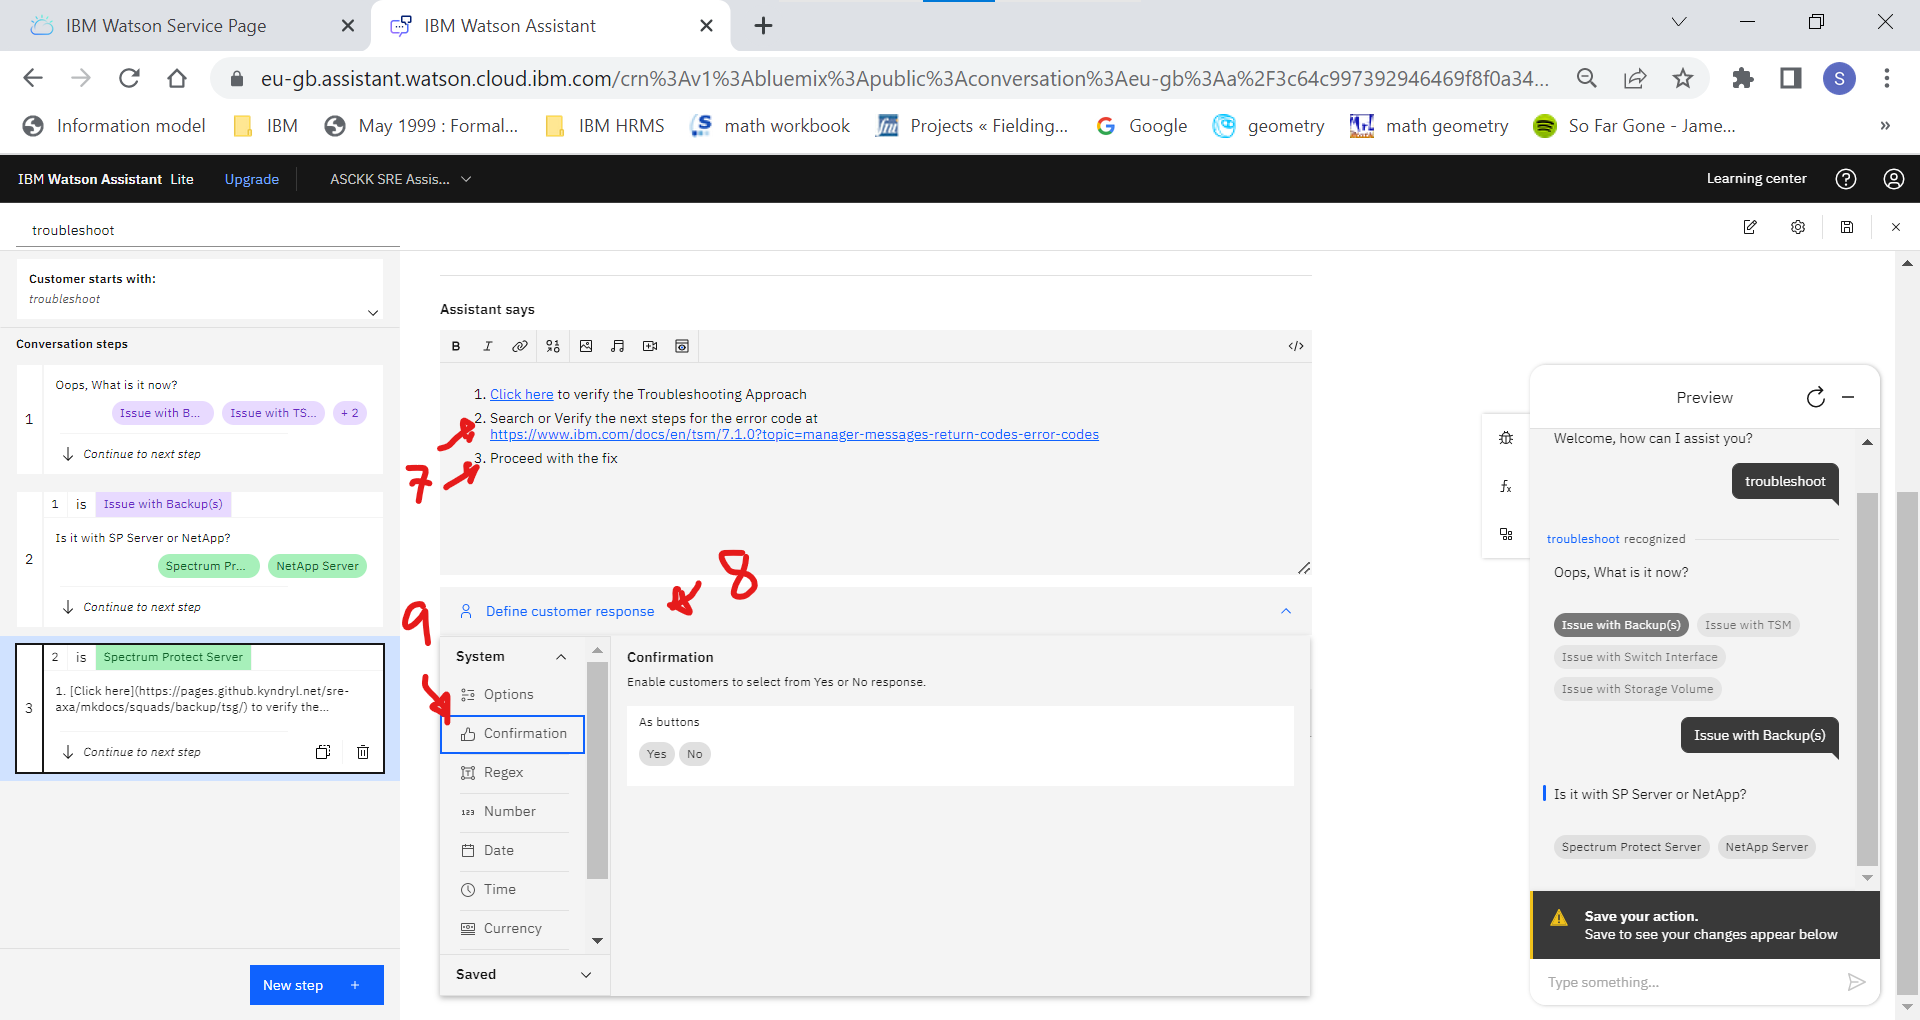 IBM Watson Service Page
IBM Watson Assistant
eu-gb.assistant.watson.cloud.ibm.com/crn%3Av1%3Abluemix%3Apublic%3Aconversation%3Aeu-gb%3Aa%2F3c64c997392946469f8f0a34...
S
Information model
IBM
May 1999 : Formal...
IBM HRMS
math workbook
Projects « Fielding...
Google
geometry
math geometry
So Far Gone - Jame...
»
IBM Watson Assistant Lite
Upgrade
ASCKK SRE Assis...
Learning center
troubleshoot
Customer starts with:
troubleshoot
Conversation steps
1
Oops, What is it now?
Issue with B... Issue with TS... + 2
Continue to next step
1 is Issue with Backup(s)
2
Is it with SP Server or NetApp?
Spectrum Pr... NetApp Server
Continue to next step
2 is Spectrum Protect Server
3
1. [Click here](https://pages.github.kyndryl.net/sre-
axa/mkdocs/squads/backup/tsg/) to verify the...
Continue to next step
New step +
Assistant says
B I </>
1. Click here to verify the Troubleshooting Approach
2. Search or Verify the next steps for the error code at
https://www.ibm.com/docs/en/tsm/7.1.0?topic=manager-messages-return-codes-error-codes
3. Proceed with the fix
7
8
Define customer response
9
System
Options
Confirmation
Regex
123 Number
Date
Time
Currency
Saved
Confirmation
Enable customers to select from Yes or No response.
As buttons
Yes No
fx
Preview
Welcome, how can I assist you?
troubleshoot
troubleshoot recognized
Oops, What is it now?
Issue with Backup(s) Issue with TSM
Issue with Switch Interface
Issue with Storage Volume
Issue with Backup(s)
Is it with SP Server or NetApp?
Spectrum Protect Server NetApp Server
Save your action.
Save to see your changes appear below
Type something...